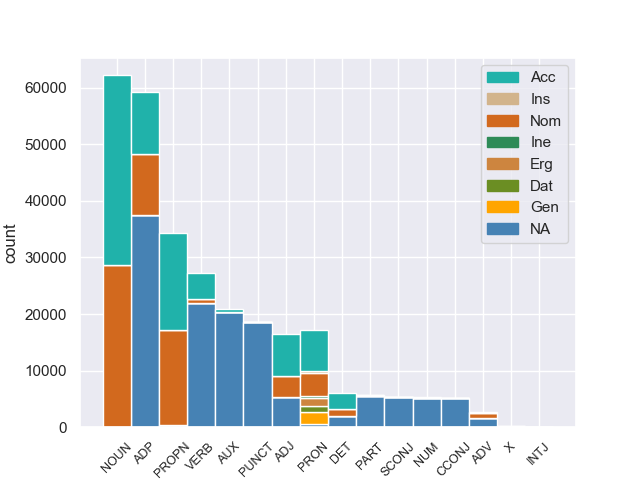 60000
50000
40000
30000
20000
10000
0
count
NOUN
ADP
PROPN
VERB
AUX
PUNCT
ADJ
PRON
DET
PART
SCONJ
NUM
CCONJ
ADV
X
INTJ
Acc
Ins
Nom
Ine
Erg
Dat
Gen
NA